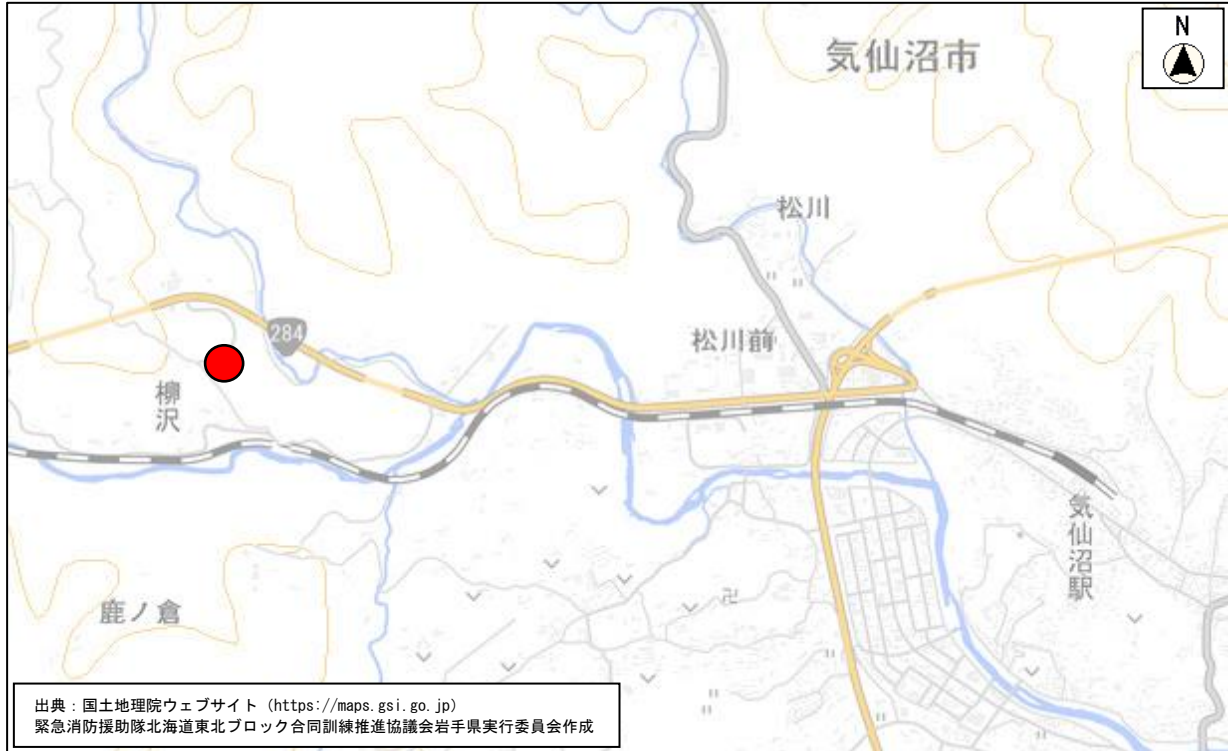 N
気仙沼市
松川
284
松川前
柳沢
気仙沼駅
鹿ノ倉
出典：国土地理院ウェブサイト（https://maps.gsi.go.jp）
緊急消防援助隊北海道東北ブロック合同訓練推進協議会岩手県実行委員会作成